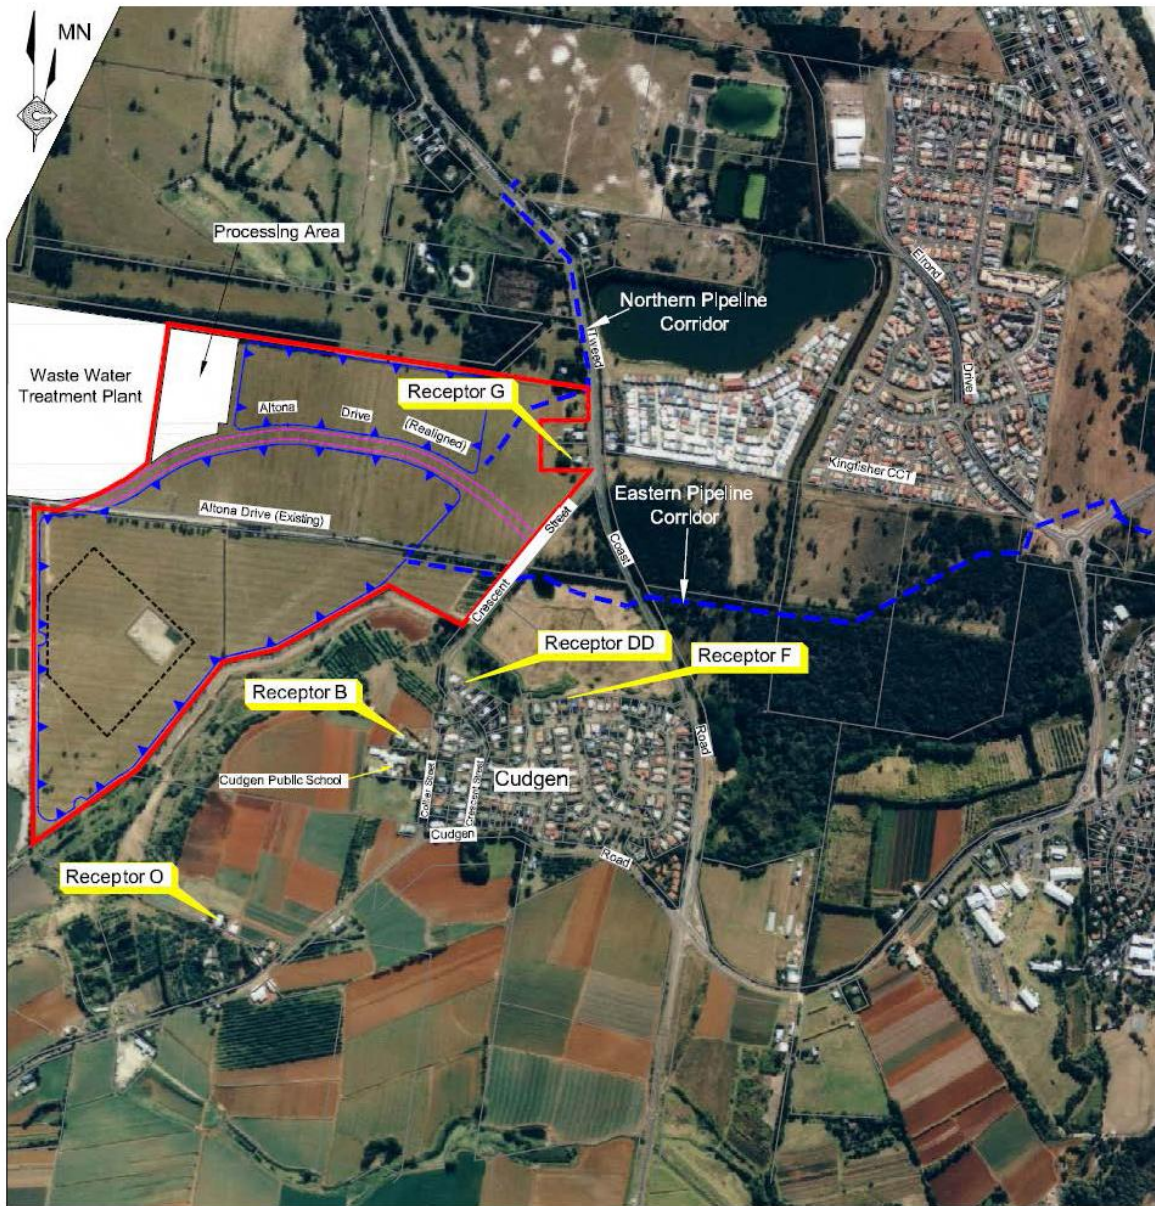 MN
Processing Area
Waste Water
Treatment Plant
Northern Pipeline
Corridor
Tweed
Elrond
Drive
Receptor G
Altona
Drive
(Realigned)
Kingfisher CCT
Altona Drive (Existing)
Eastern Pipeline
Corridor
Street
Crescent
Coast
Receptor DD
Receptor F
Receptor B
Road
Cudgen Public School
Collier Street
Crescent Street
Cudgen
Cudgen
Road
Receptor O